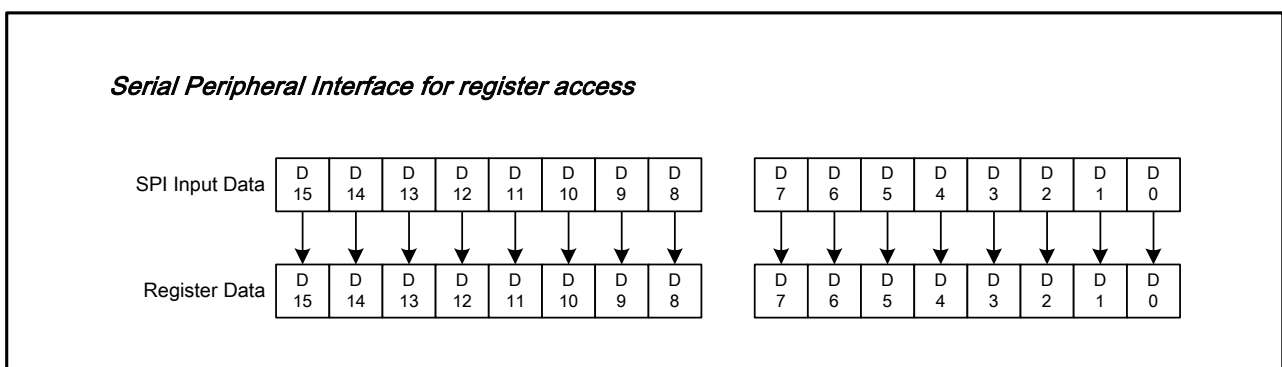 Serial Peripheral Interface for register access
SPI Input Data D 15 D 14 D 13 D 12 D 11 D 10 D 9 D 8 D 7 D 6 D 5 D 4 D 3 D 2 D 1 D 0
Register Data D 15 D 14 D 13 D 12 D 11 D 10 D 9 D 8 D 7 D 6 D 5 D 4 D 3 D 2 D 1 D 0